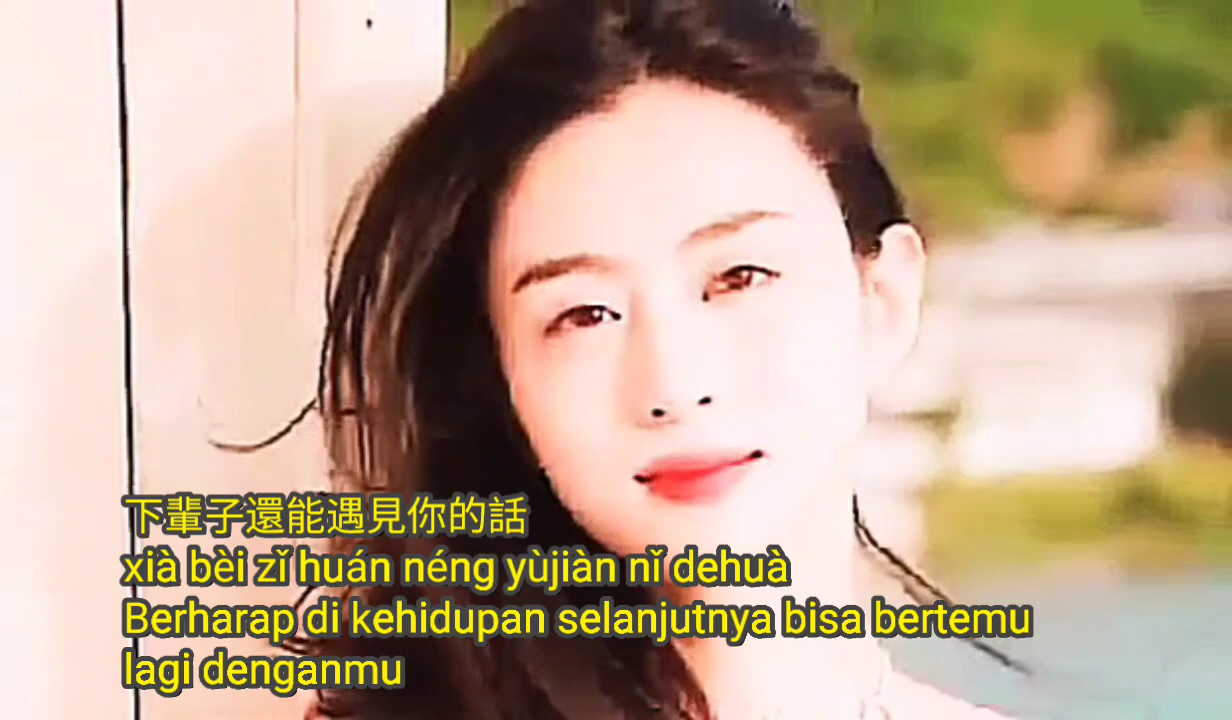 下輩子還能遇見你的話
xià bèi zǐ huán néng yùjiàn nǐ dehuà
Berharap di kehidupan selanjutnya bisa bertemu
lagi denganmu